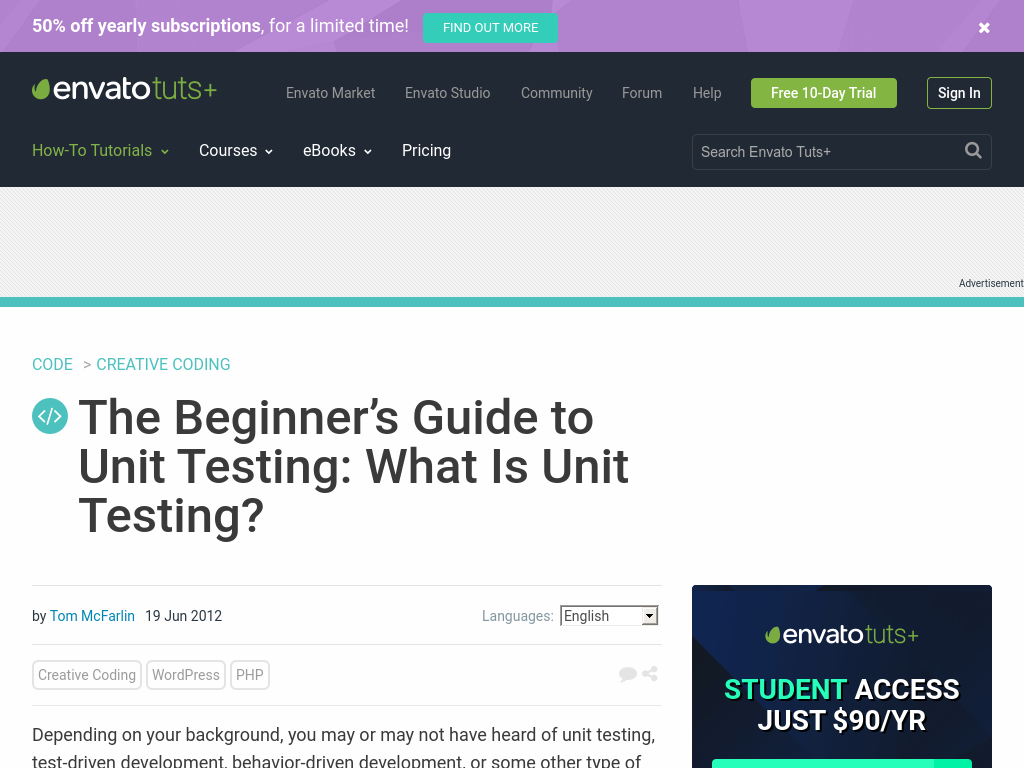 50% off yearly subscriptions, for a limited time! FIND OUT MORE ×
envatotuts+ Envato Market Envato Studio Community Forum Help Free 10-Day Trial Sign In
How-To Tutorials Courses eBooks Pricing Search Envato Tuts+
Advertisement
CODE > CREATIVE CODING
</> The Beginner’s Guide to
Unit Testing: What Is Unit
Testing?
by Tom McFarlin 19 Jun 2012 Languages: English
Creative Coding WordPress PHP
Depending on your background, you may or may not have heard of unit testing,
test-driven development, behavior-driven development, or some other type of
envatotuts+
STUDENT ACCESS
JUST $90/YR